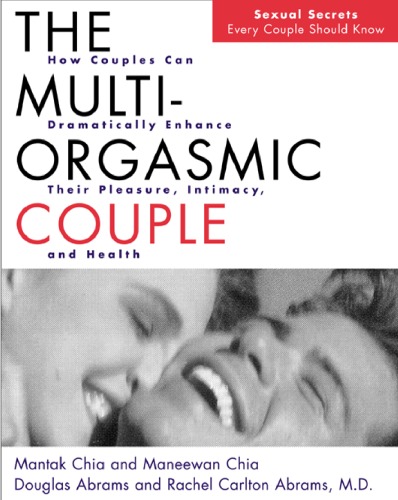 Sexual Secrets
Every Couple Should Know
THE
How Couples Can
MULTI-
Dramatically Enhance
ORGASMIC
Their Pleasure, Intimacy,
COUPLE
and Health
Mantak Chia and Maneewan Chia
Douglas Abrams and Rachel Carlton Abrams, M.D.